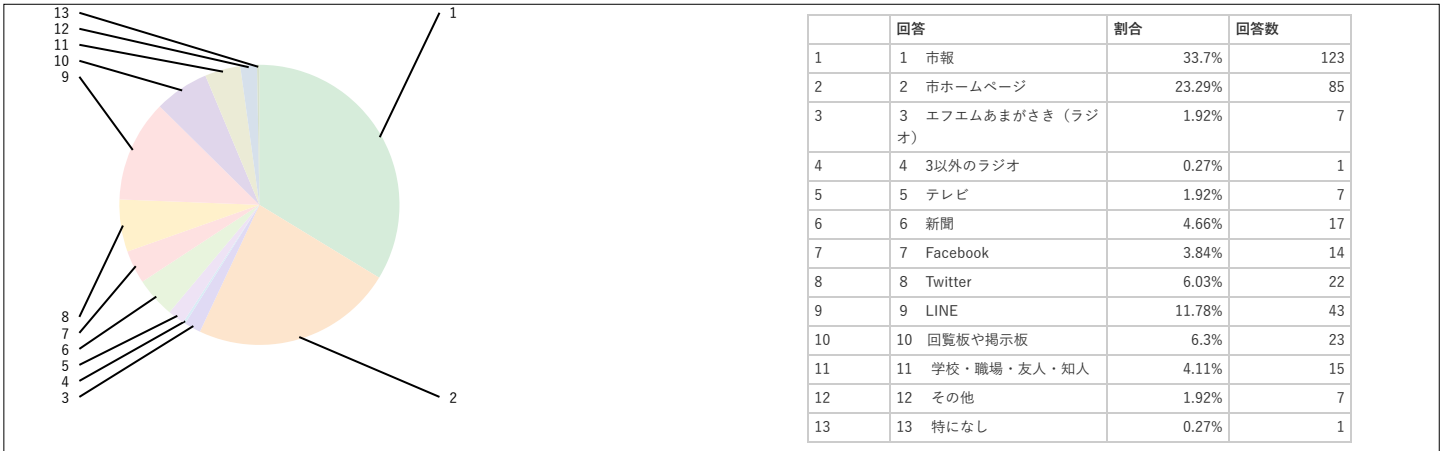 13
12
11
10
9
8
7
6
5
4
3
1
2
回答 割合 回答数
1 1 市報 33.7% 123
2 2 市ホームページ 23.29% 85
3 3 エフエムあまがさき（ラジ 1.92% 7
オ）
4 4 3以外のラジオ 0.27% 1
5 5 テレビ 1.92% 7
6 6 新聞 4.66% 17
7 7 Facebook 3.84% 14
8 8 Twitter 6.03% 22
9 9 LINE 11.78% 43
10 10 回覧板や掲示板 6.3% 23
11 11 学校・職場・友人・知人 4.11% 15
12 12 その他 1.92% 7
13 13 特になし 0.27% 1